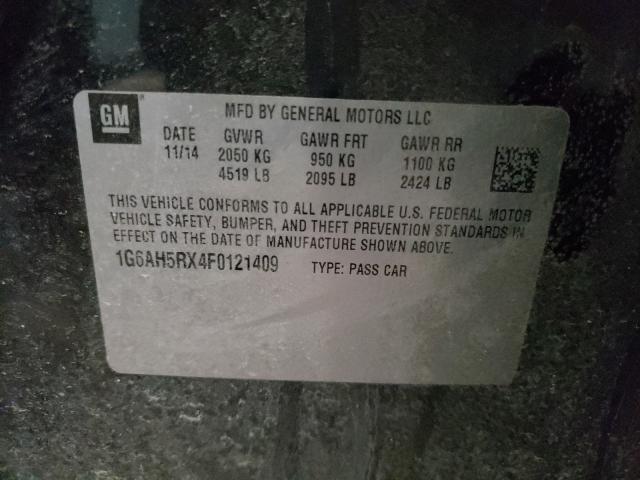 GM
MFD BY GENERAL MOTORS LLC
DATE GVWR GAWR FRT GAWR RR
11/14 2050 KG 950 KG 1100 KG
4519 LB 2095 LB 2424 LB
THIS VEHICLE CONFORMS TO ALL APPLICABLE U.S. FEDERAL MOTOR
VEHICLE SAFETY, BUMPER, AND THEFT PREVENTION STANDARDS IN
EFFECT ON THE DATE OF MANUFACTURE SHOWN ABOVE.
1G6AH5RX4F0121409 TYPE: PASS CAR